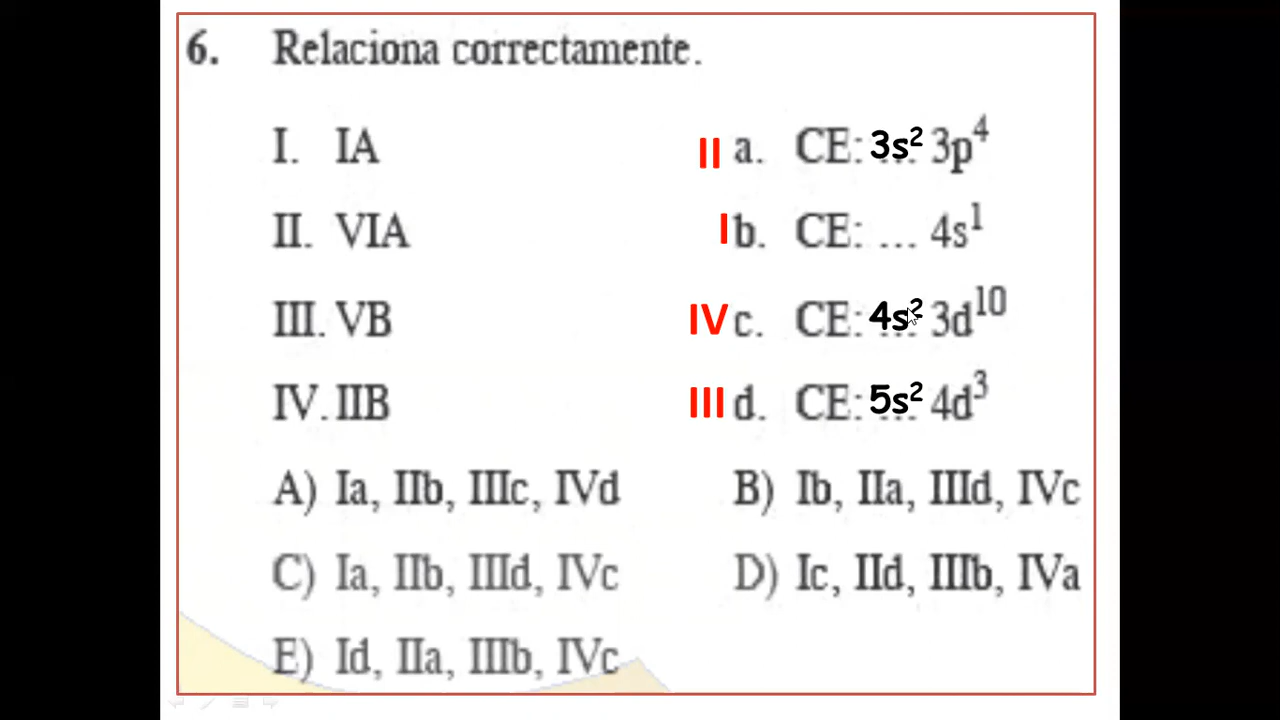 6. Relaciona correctamente.
I. IA II a. CE: 3s² 3p⁴
II. VIA I b. CE: ... 4s¹
III. VB IV c. CE: 4s² 3d¹⁰
IV. IIB III d. CE: 5s² 4d³
A) Ia, IIb, IIIc, IVd B) Ib, IIa, IIId, IVc
C) Ia, IIb, IIId, IVc D) Ic, IId, IIIb, IVa
E) Id, IIa, IIIb, IVc